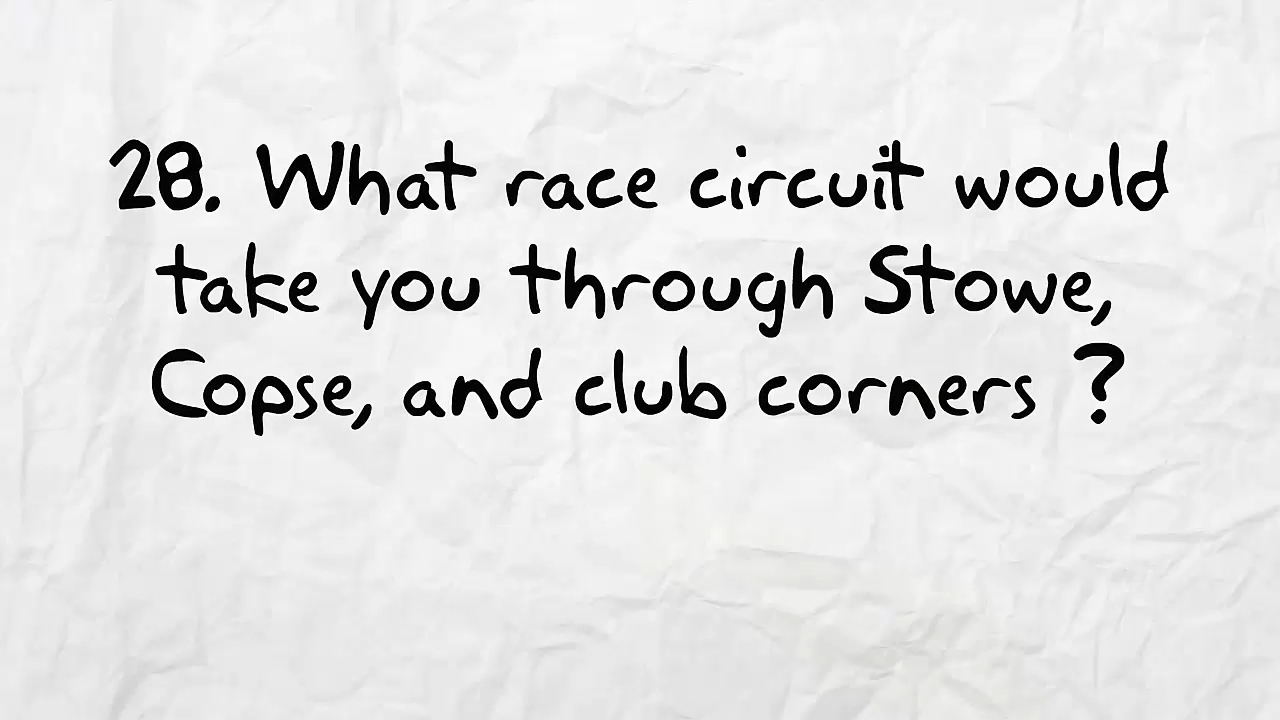 28. What race circuit would
take you through Stowe,
Copse, and club corners ?